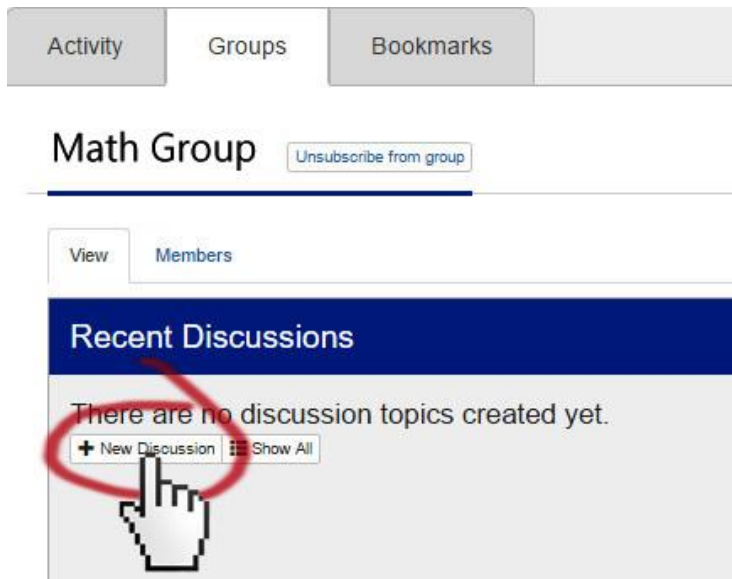 Activity Groups Bookmarks
Math Group Unsubscribe from group
View Members
Recent Discussions
There are no discussion topics created yet.
New Discussion Show All